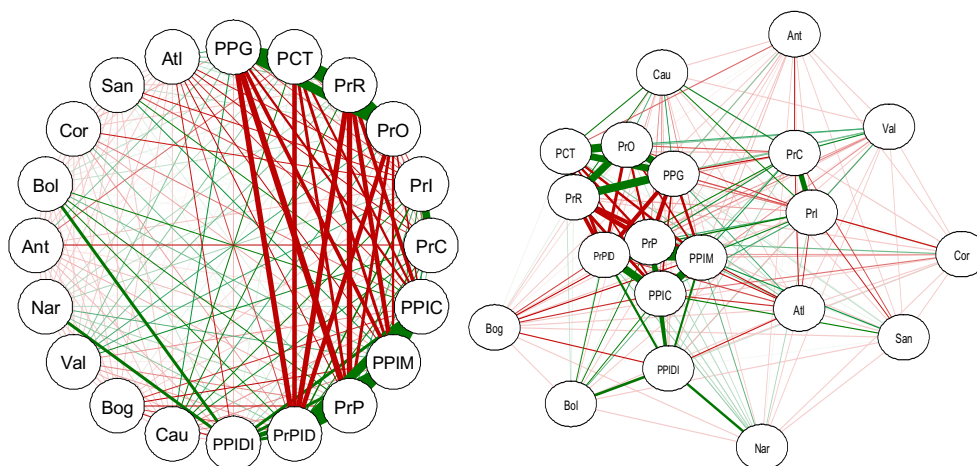 PPG
PCT
PrR
PrO
PrI
PrC
PPIC
PPIM
PrP
PrPID
PPIDI
Cau
Bog
Val
Nar
Ant
Bol
Cor
San
Atl
Ant
Cau
Val
PrO
PCT
PrC
PPG
PrR
PrI
PrP
PrPID
PPIM
Cor
PPIC
Atl
Bog
San
PPIDI
Bol
Nar